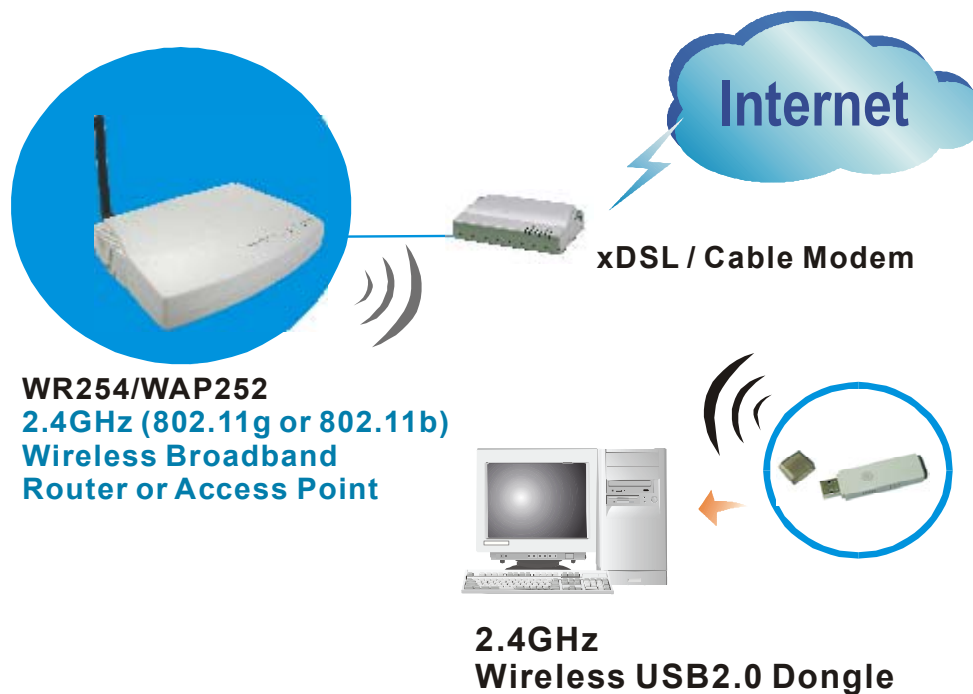 Internet
xDSL / Cable Modem
WR254/WAP252
2.4GHz (802.11g or 802.11b)
Wireless Broadband
Router or Access Point
2.4GHz
Wireless USB2.0 Dongle